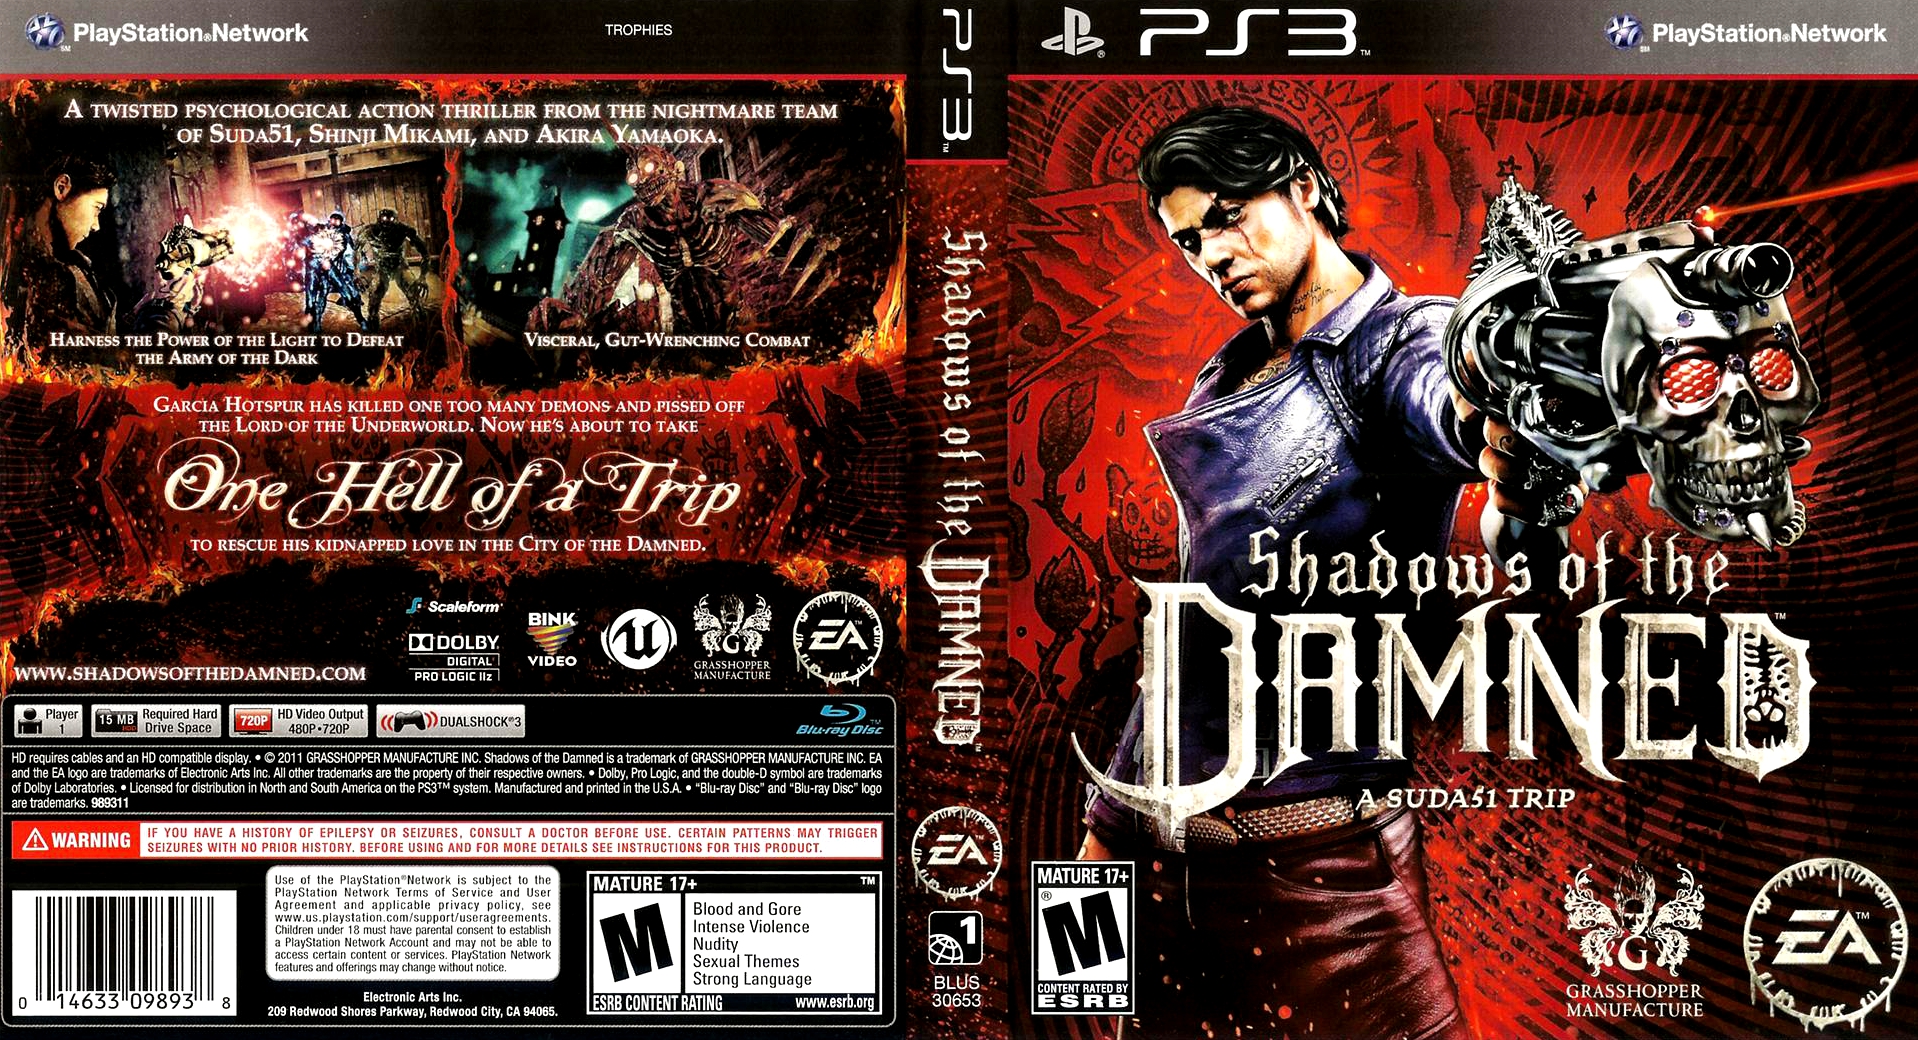 PlayStation®Network
SM
TROPHIES
A TWISTED PSYCHOLOGICAL ACTION THRILLER FROM THE NIGHTMARE TEAM
OF SUDA51, SHINJI MIKAMI, AND AKIRA YAMAOKA.
HARNESS THE POWER OF THE LIGHT TO DEFEAT
THE ARMY OF THE DARK
VISCERAL, GUT-WRENCHING COMBAT
GARCIA HOTSPUR HAS KILLED ONE TOO MANY DEMONS AND PISSED OFF
THE LORD OF THE UNDERWORLD. NOW HE'S ABOUT TO TAKE
One Hell of a Trip
TO RESCUE HIS KIDNAPPED LOVE IN THE CITY OF THE DAMNED.
WWW.SHADOWSOFTHEDAMNED.COM
Scaleform
DOLBY
DIGITAL
PRO LOGIC IIz
BINK
VIDEO
G
GRASSHOPPER
MANUFACTURE
EA™
Player
1
15 MB
HDD
Required Hard
Drive Space
720P
HD Video Output
480P•720P
DUALSHOCK®3
Blu-ray Disc™
HD requires cables and an HD compatible display. • © 2011 GRASSHOPPER MANUFACTURE INC. Shadows of the Damned is a trademark of GRASSHOPPER MANUFACTURE INC. EA
and the EA logo are trademarks of Electronic Arts Inc. All other trademarks are the property of their respective owners. • Dolby, Pro Logic, and the double-D symbol are trademarks
of Dolby Laboratories. • Licensed for distribution in North and South America on the PS3™ system. Manufactured and printed in the U.S.A. • “Blu-ray Disc” and “Blu-ray Disc” logo
are trademarks. 989311
WARNING
IF YOU HAVE A HISTORY OF EPILEPSY OR SEIZURES, CONSULT A DOCTOR BEFORE USE. CERTAIN PATTERNS MAY TRIGGER
SEIZURES WITH NO PRIOR HISTORY. BEFORE USING AND FOR MORE DETAILS SEE INSTRUCTIONS FOR THIS PRODUCT.
0 14633 09893 8
Use of the PlayStation®Network is subject to the
PlayStation Network Terms of Service and User
Agreement and applicable privacy policy, see
www.us.playstation.com/support/useragreements.
Children under 18 must have parental consent to establish
a PlayStation Network Account and may not be able to
access certain content or services. PlayStation Network
features and offerings may change without notice.
Electronic Arts Inc.
209 Redwood Shores Parkway, Redwood City, CA 94065.
MATURE 17+ ™
M
Blood and Gore
Intense Violence
Nudity
Sexual Themes
Strong Language
ESRB CONTENT RATING www.esrb.org
PS3™
Shadows of the DAMNED™
EA™
1
BLUS
30653
PS3™
PlayStation®Network
SM
SEEK DESTROY
Shadows of the
DAMNED™
A SUDA51 TRIP
MATURE 17+
®
M
CONTENT RATED BY
ESRB
G
GRASSHOPPER
MANUFACTURE
EA™